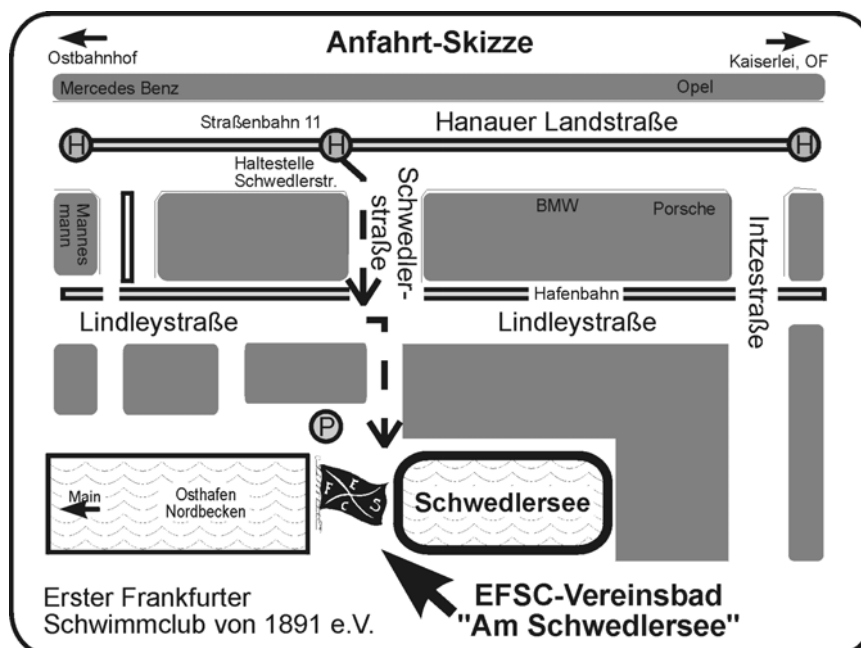 Anfahrt-Skizze
Ostbahnhof
Kaiserlei, OF
Mercedes Benz
Opel
Straßenbahn 11
Hanauer Landstraße
H
H
H
Haltestelle
Schwedlerstr.
Schwedler-
straße
Mannes
mann
BMW
Porsche
Intzestraße
Hafenbahn
Lindleystraße
Lindleystraße
P
Main
Osthafen
Nordbecken
E
F
S
C
Schwedlersee
Erster Frankfurter
Schwimmclub von 1891 e.V.
EFSC-Vereinsbad
"Am Schwedlersee"